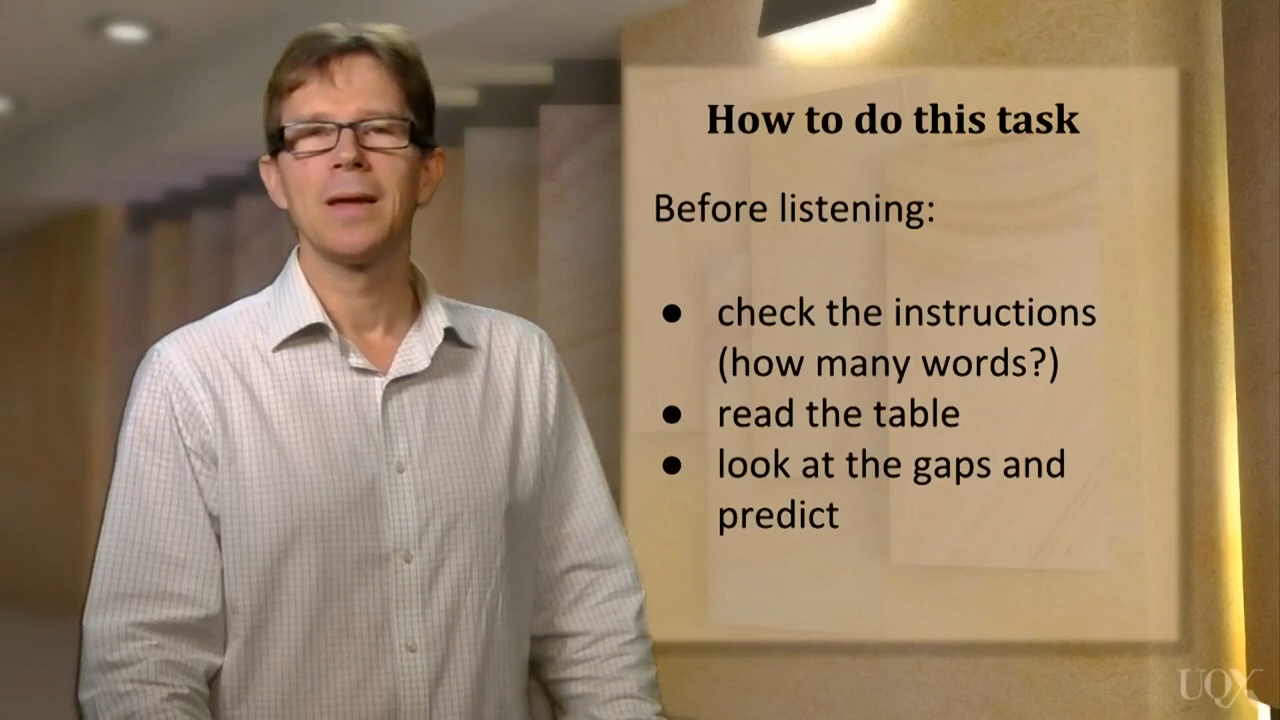 How to do this task
Before listening:
● check the instructions
(how many words?)
● read the table
● look at the gaps and
predict
UQX